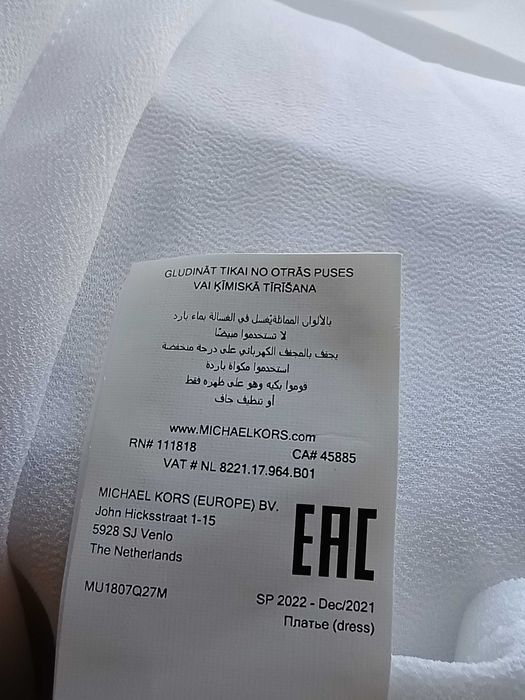 GLUDINĀT TIKAI NO OTRĀS PUSES
VAI ĶĪMISKĀ TĪRĪŠANA
بالألوان المماثلة يُغسل في الغسالة بماء بارد
لا تستخدموا مبيضًا
يجفف بالمجفف الكهربائي على درجة منخفضة
استخدموا مكواة باردة
قوموا بكيه وهو على ظهره فقط
أو تنظيف جاف
www.MICHAELKORS.com
RN# 111818 CA# 45885
VAT # NL 8221.17.964.B01
MICHAEL KORS (EUROPE) BV.
John Hicksstraat 1-15
5928 SJ Venlo
The Netherlands
EAC
MU1807Q27M
SP 2022 - Dec/2021
Платье (dress)